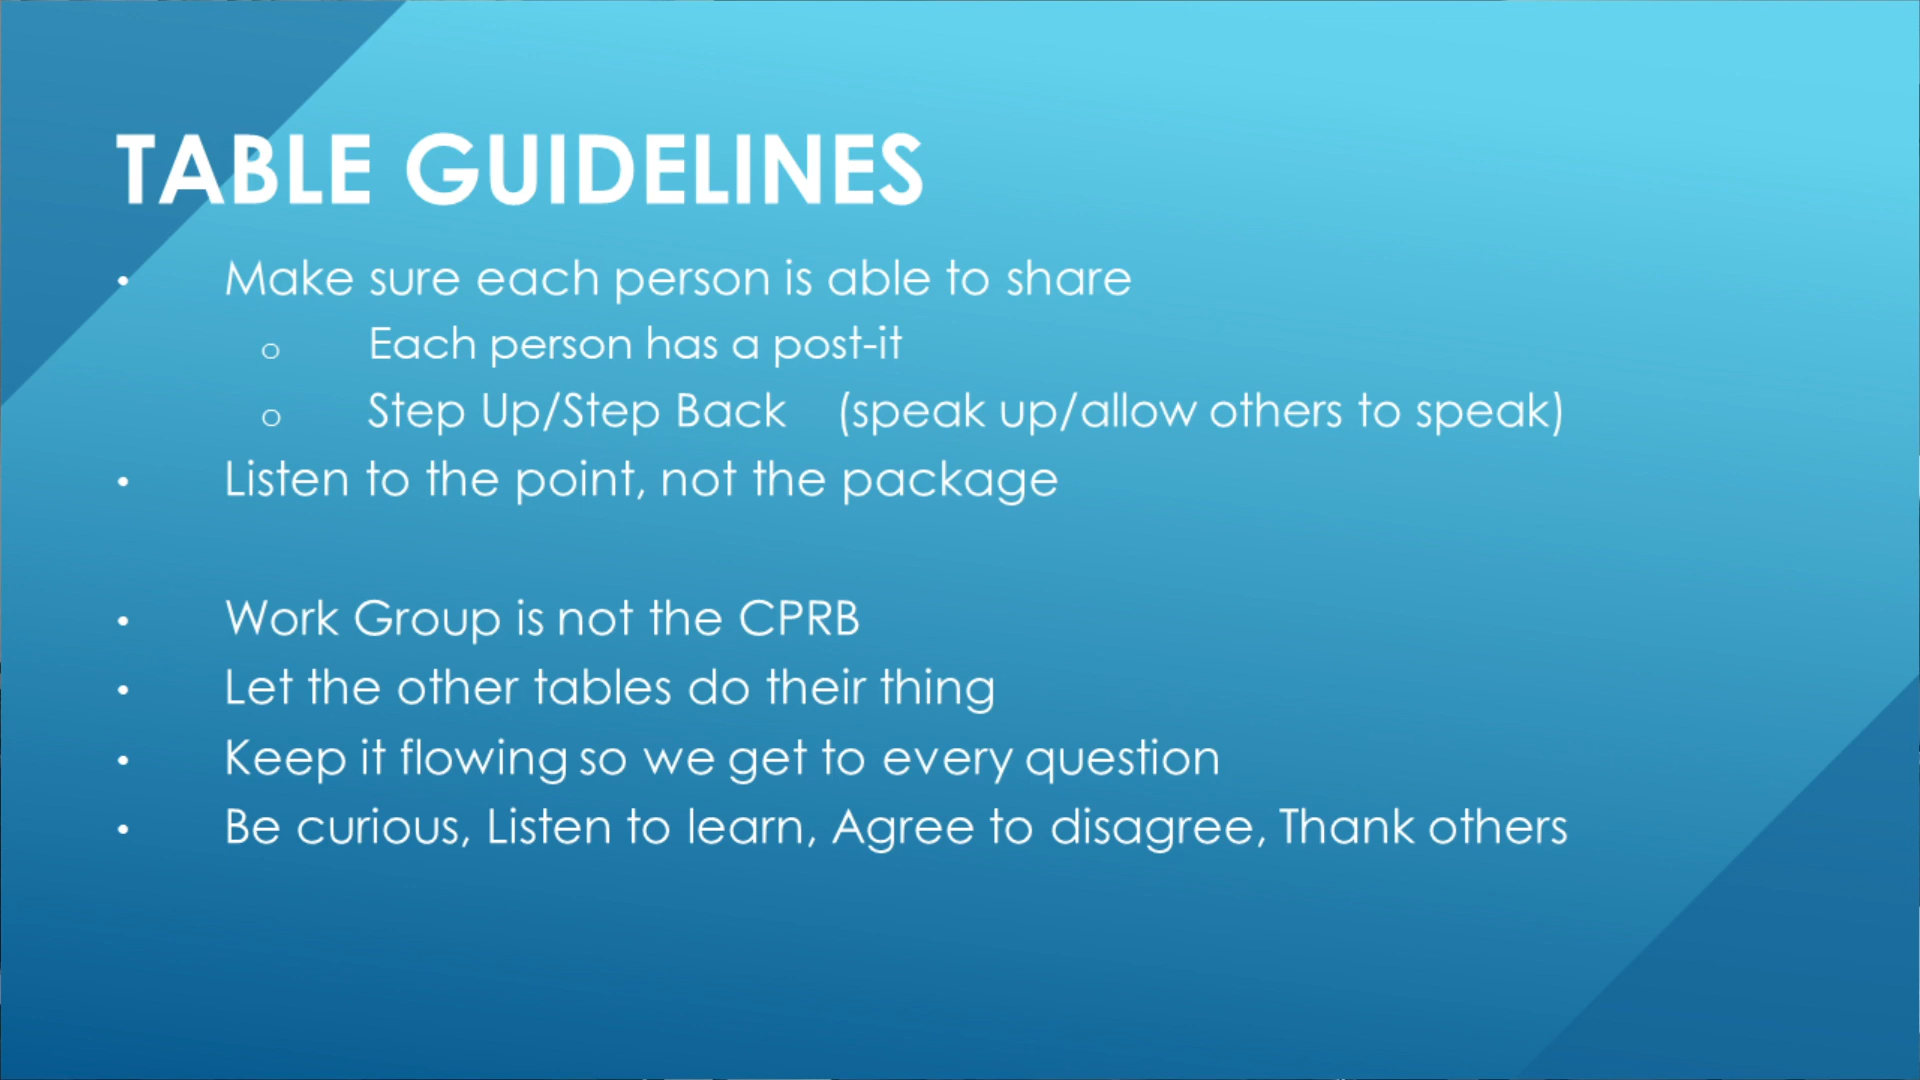 TABLE GUIDELINES
• Make sure each person is able to share
o Each person has a post-it
o Step Up/Step Back (speak up/allow others to speak)
• Listen to the point, not the package
• Work Group is not the CPRB
• Let the other tables do their thing
• Keep it flowing so we get to every question
• Be curious, Listen to learn, Agree to disagree, Thank others